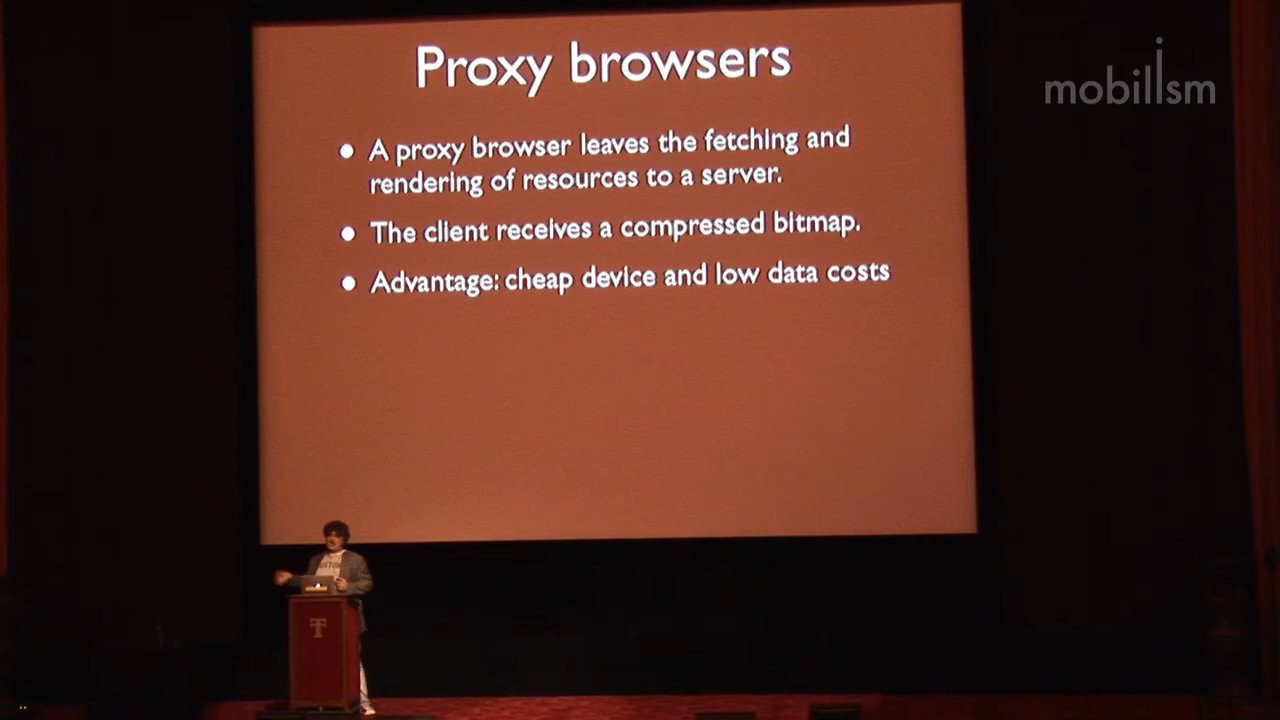 Proxy browsers
mobilism
• A proxy browser leaves the fetching and
rendering of resources to a server.
• The client receives a compressed bitmap.
• Advantage: cheap device and low data costs
T